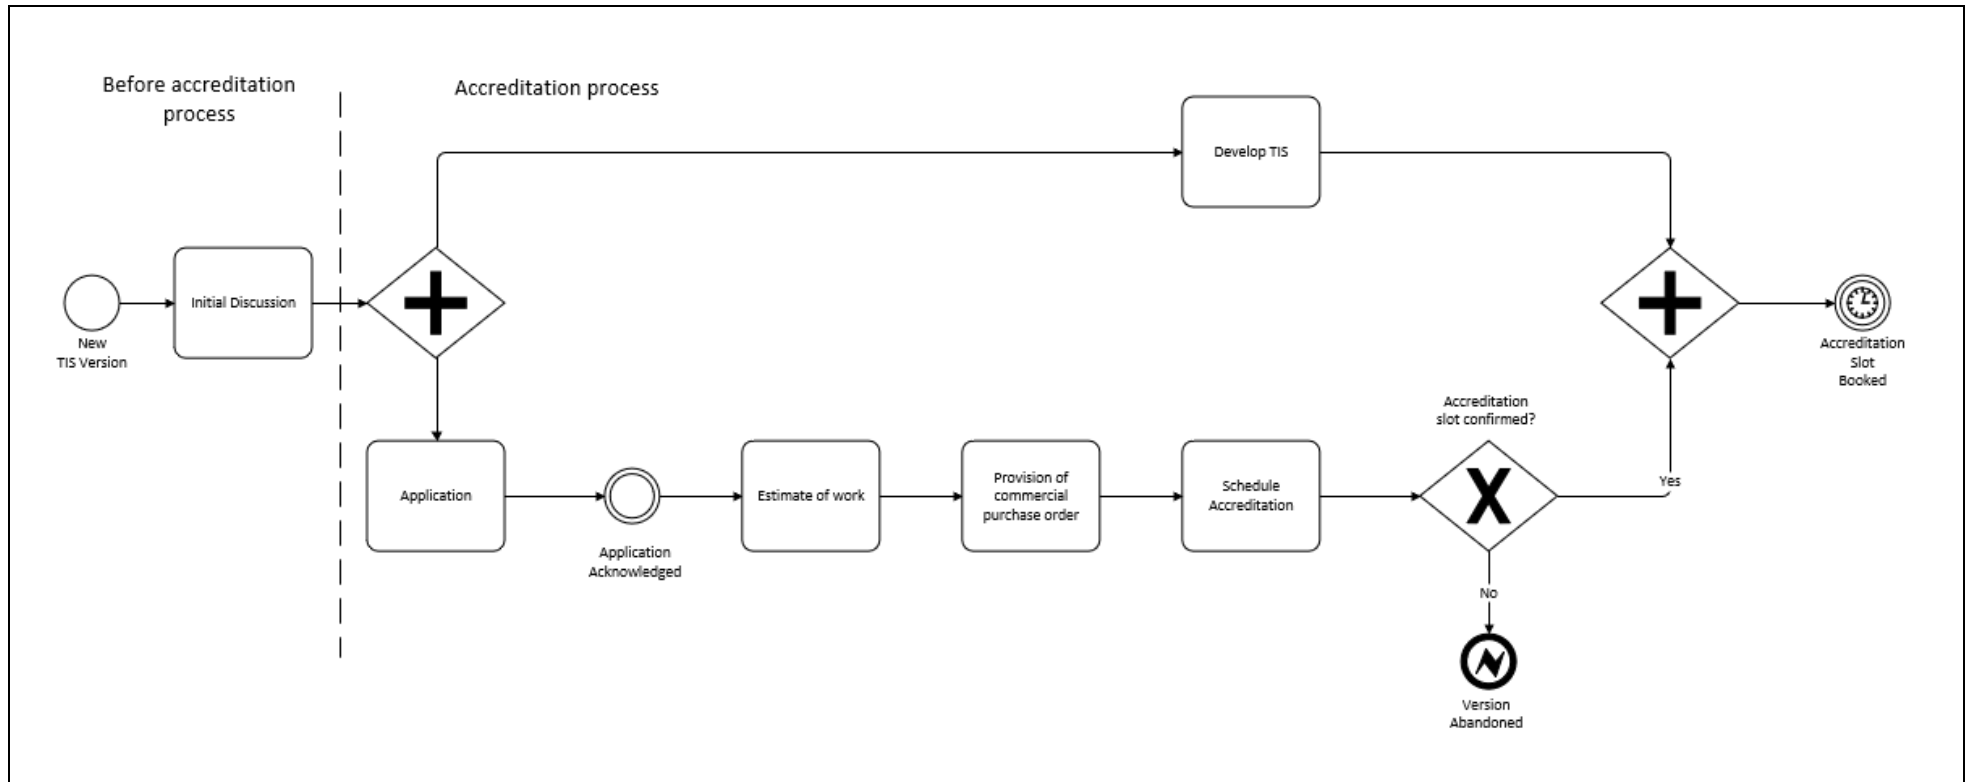 Before accreditation
process
Accreditation process
Develop TIS
Initial Discussion
New
TIS Version
Accreditation
Slot
Booked
Accreditation
slot confirmed?
Application
Application
Acknowledged
Estimate of work
Provision of
commercial
purchase order
Schedule
Accreditation
Yes
No
Version
Abandoned